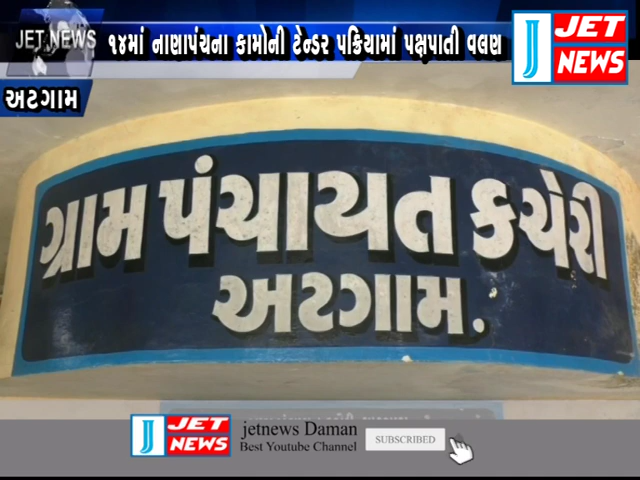 JET NEWS
૧૪માં નાણાપંચના કામોની ટેન્ડર પક્રિયામાં પક્ષપાતી વલણ
J JET NEWS
અટગામ
ગ્રામ પંચાયત કચેરી
અટગામ.
J JET NEWS
jetnews Daman
Best Youtube Channel
SUBSCRIBED